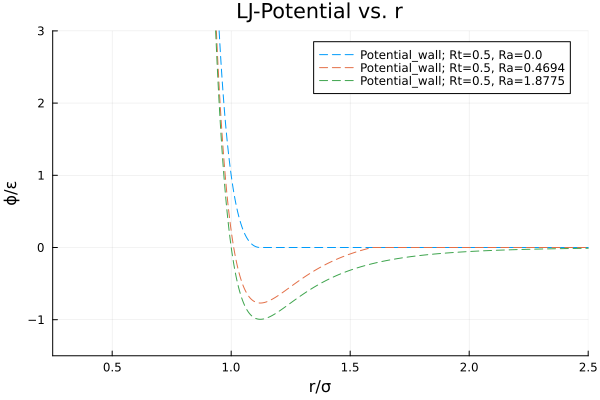 LJ-Potential vs. r
3
2
1
0
−1
ϕ/ε
Potential_wall; Rt=0.5, Ra=0.0
Potential_wall; Rt=0.5, Ra=0.4694
Potential_wall; Rt=0.5, Ra=1.8775
0.5 1.0 1.5 2.0 2.5
r/σ